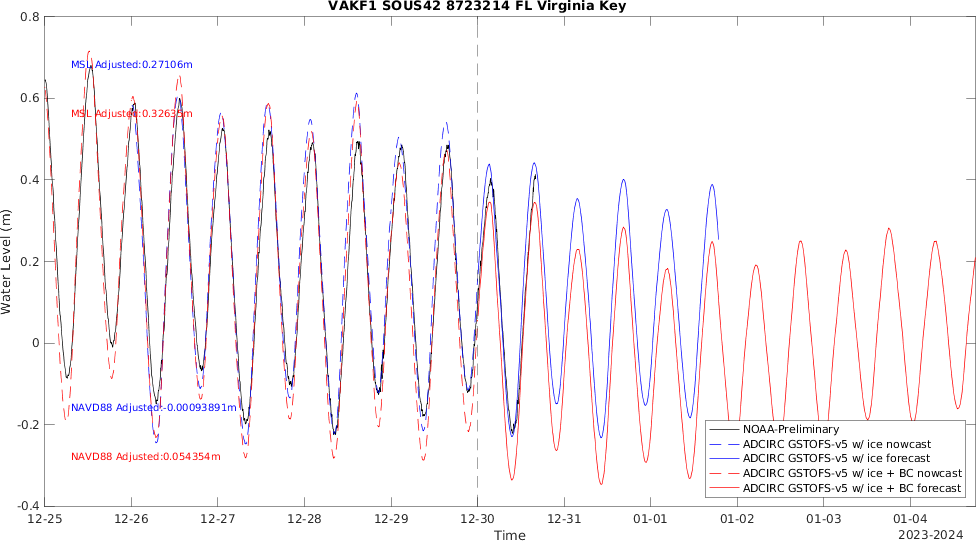 VAKF1 SOUS42 8723214 FL Virginia Key
0.8
0.6
0.4
0.2
0
-0.2
-0.4
Water Level (m)
MSL Adjusted:0.27106m
MSL Adjusted:0.32635m
NAVD88 Adjusted:-0.00093891m
NAVD88 Adjusted:0.054354m
NOAA-Preliminary
ADCIRC GSTOFS-v5 w/ ice nowcast
ADCIRC GSTOFS-v5 w/ ice forecast
ADCIRC GSTOFS-v5 w/ ice + BC nowcast
ADCIRC GSTOFS-v5 w/ ice + BC forecast
12-25 12-26 12-27 12-28 12-29 12-30 12-31 01-01 01-02 01-03 01-04
Time
2023-2024